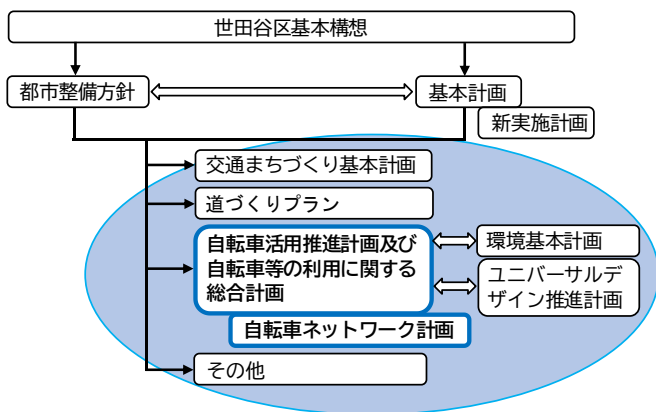 世田谷区基本構想
都市整備方針
基本計画
新実施計画
交通まちづくり基本計画
道づくりプラン
自転車活用推進計画及び
自転車等の利用に関する
総合計画
環境基本計画
ユニバーサルデ
ザイン推進計画
自転車ネットワーク計画
その他